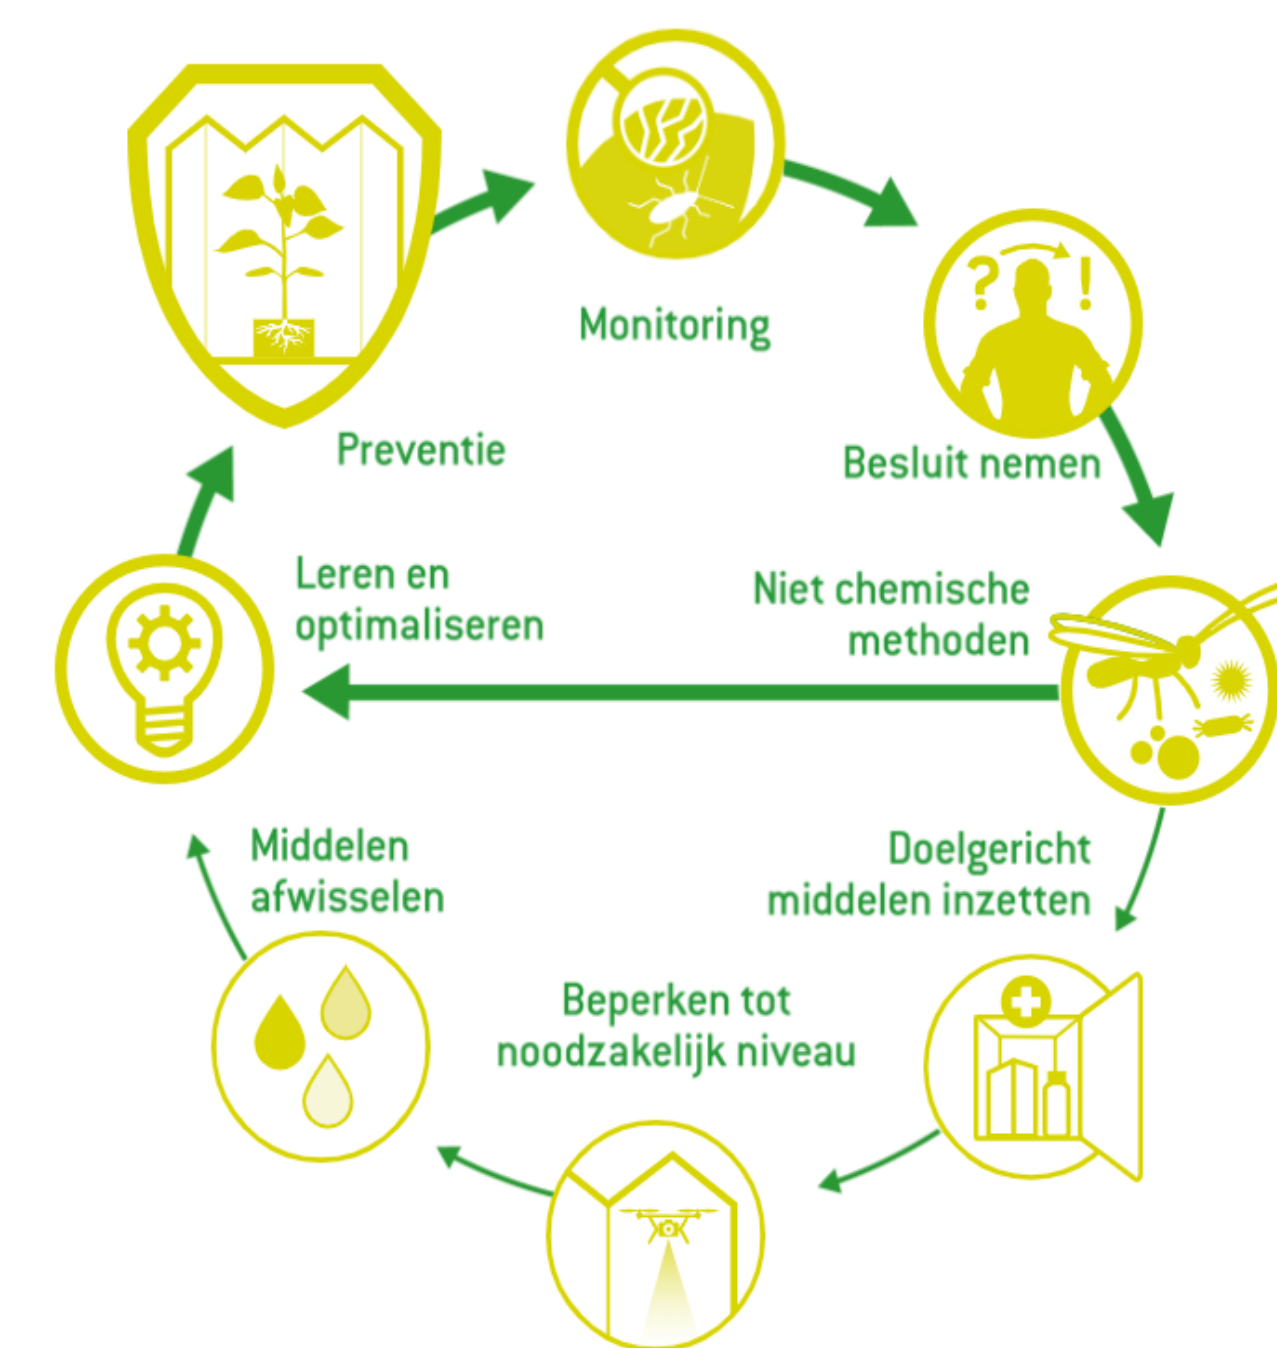 Monitoring
? !
Preventie
Besluit nemen
Leren en
optimaliseren
Niet chemische
methoden
Middelen
afwisselen
Doelgericht
middelen inzetten
Beperken tot
noodzakelijk niveau